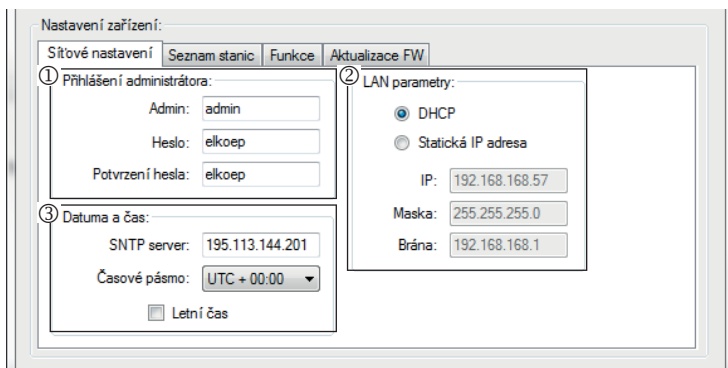 Nastavení zařízení:
Síťové nastavení Seznam stanic Funkce Aktualizace FW
① Přihlášení administrátora:
Admin: admin
Heslo: elkoep
Potvrzení hesla: elkoep
② LAN parametry:
DHCP
Statická IP adresa
IP: 192.168.168.57
Maska: 255.255.255.0
Brána: 192.168.168.1
③ Datuma a čas:
SNTP server: 195.113.144.201
Časové pásmo: UTC + 00:00
Letní čas